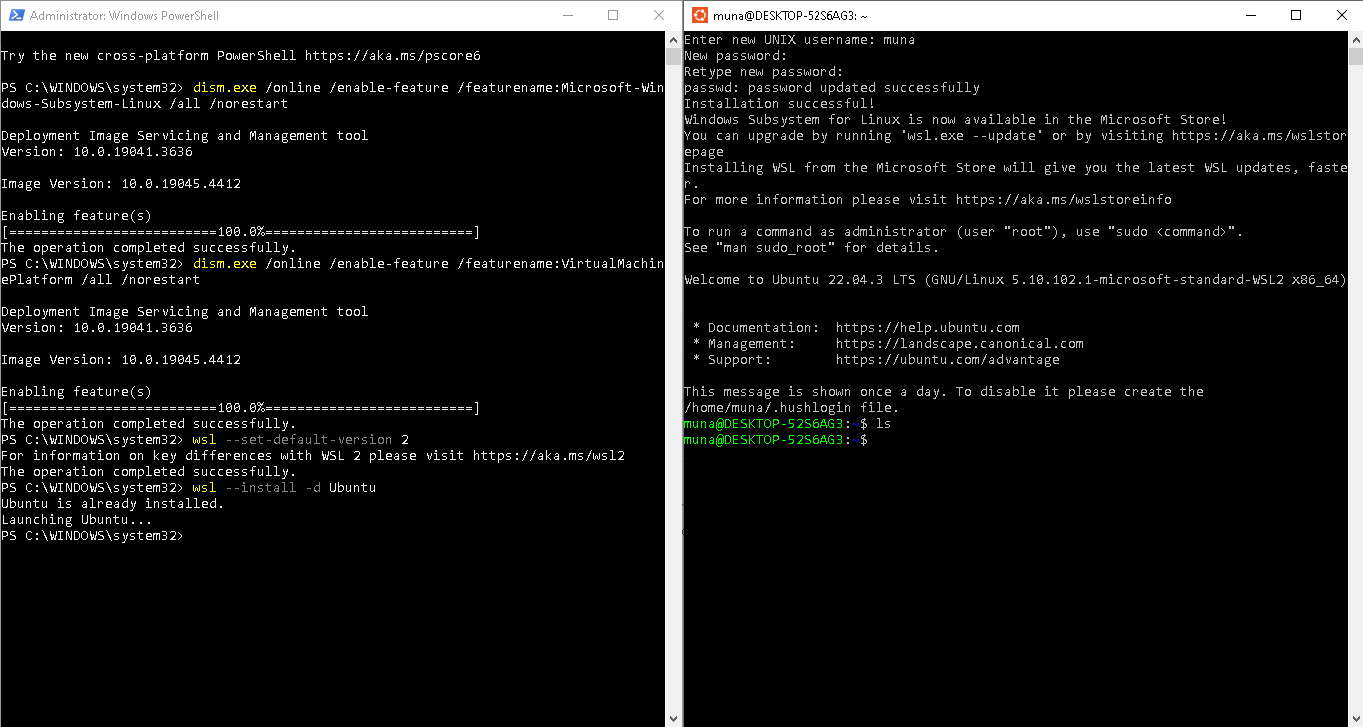 Administrator: Windows PowerShell
Try the new cross-platform PowerShell https://aka.ms/pscore6
PS C:\WINDOWS\system32> dism.exe /online /enable-feature /featurename:Microsoft-Win
dows-Subsystem-Linux /all /norestart
Deployment Image Servicing and Management tool
Version: 10.0.19041.3636
Image Version: 10.0.19045.4412
Enabling feature(s)
[==========================100.0%==========================]
The operation completed successfully.
PS C:\WINDOWS\system32> dism.exe /online /enable-feature /featurename:VirtualMachin
ePlatform /all /norestart
Deployment Image Servicing and Management tool
Version: 10.0.19041.3636
Image Version: 10.0.19045.4412
Enabling feature(s)
[==========================100.0%==========================]
The operation completed successfully.
PS C:\WINDOWS\system32> wsl --set-default-version 2
For information on key differences with WSL 2 please visit https://aka.ms/wsl2
The operation completed successfully.
PS C:\WINDOWS\system32> wsl --install -d Ubuntu
Ubuntu is already installed.
Launching Ubuntu...
PS C:\WINDOWS\system32>
muna@DESKTOP-52S6AG3: ~
Enter new UNIX username: muna
New password:
Retype new password:
passwd: password updated successfully
Installation successful!
Windows Subsystem for Linux is now available in the Microsoft Store!
You can upgrade by running 'wsl.exe --update' or by visiting https://aka.ms/wslstor
epage
Installing WSL from the Microsoft Store will give you the latest WSL updates, faste
r.
For more information please visit https://aka.ms/wslstoreinfo
To run a command as administrator (user "root"), use "sudo <command>".
See "man sudo_root" for details.
Welcome to Ubuntu 22.04.3 LTS (GNU/Linux 5.10.102.1-microsoft-standard-WSL2 x86_64)
* Documentation: https://help.ubuntu.com
* Management: https://landscape.canonical.com
* Support: https://ubuntu.com/advantage
This message is shown once a day. To disable it please create the
/home/muna/.hushlogin file.
muna@DESKTOP-52S6AG3:~$ ls
muna@DESKTOP-52S6AG3:~$